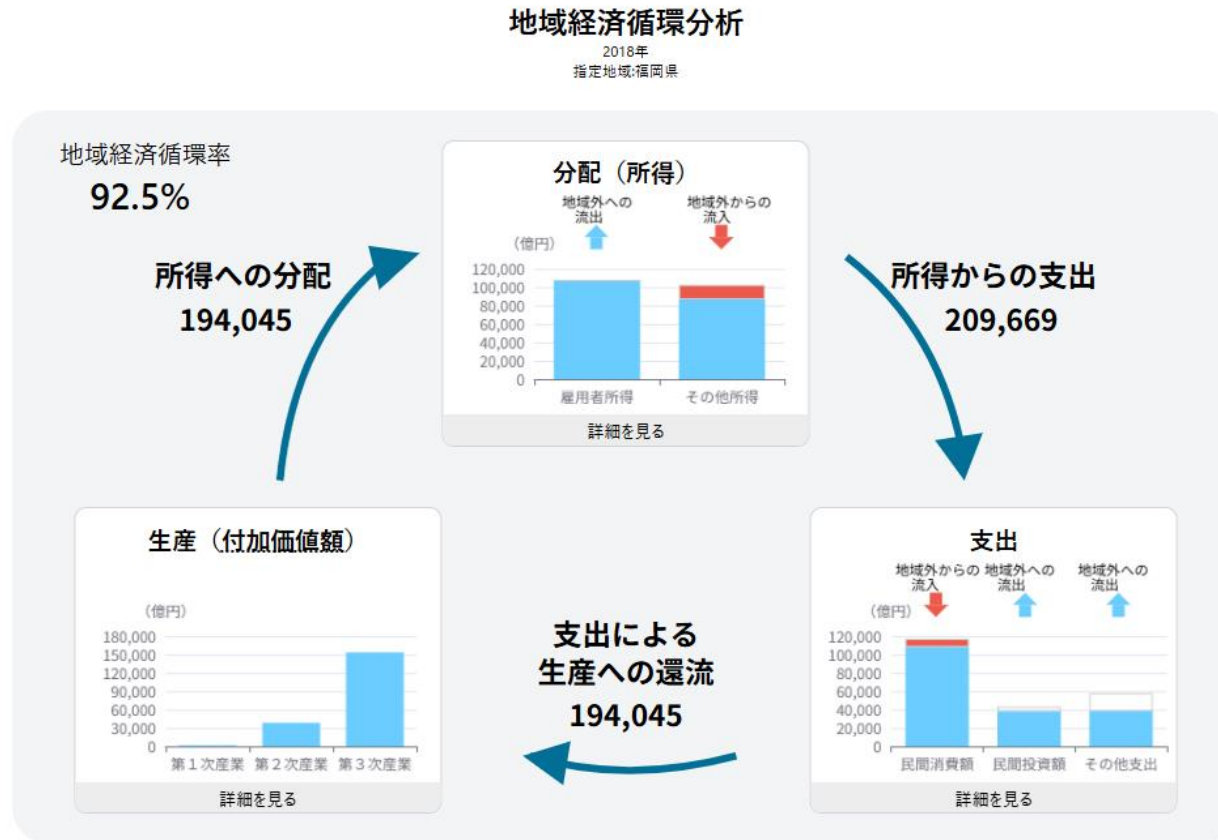 地域経済循環分析
2018年
指定地域:福岡県
地域経済循環率
92.5%
所得への分配
194,045
分配（所得）
地域外への
流出
地域外からの
流入
（億円）
120,000
100,000
80,000
60,000
40,000
20,000
0
雇用者所得
その他所得
詳細を見る
所得からの支出
209,669
生産（付加価値額）
（億円）
180,000
150,000
120,000
90,000
60,000
30,000
0
第１次産業
第２次産業
第３次産業
詳細を見る
支出による
生産への還流
194,045
支出
地域外からの
流入
地域外への
流出
地域外への
流出
（億円）
120,000
100,000
80,000
60,000
40,000
20,000
0
民間消費額
民間投資額
その他支出
詳細を見る